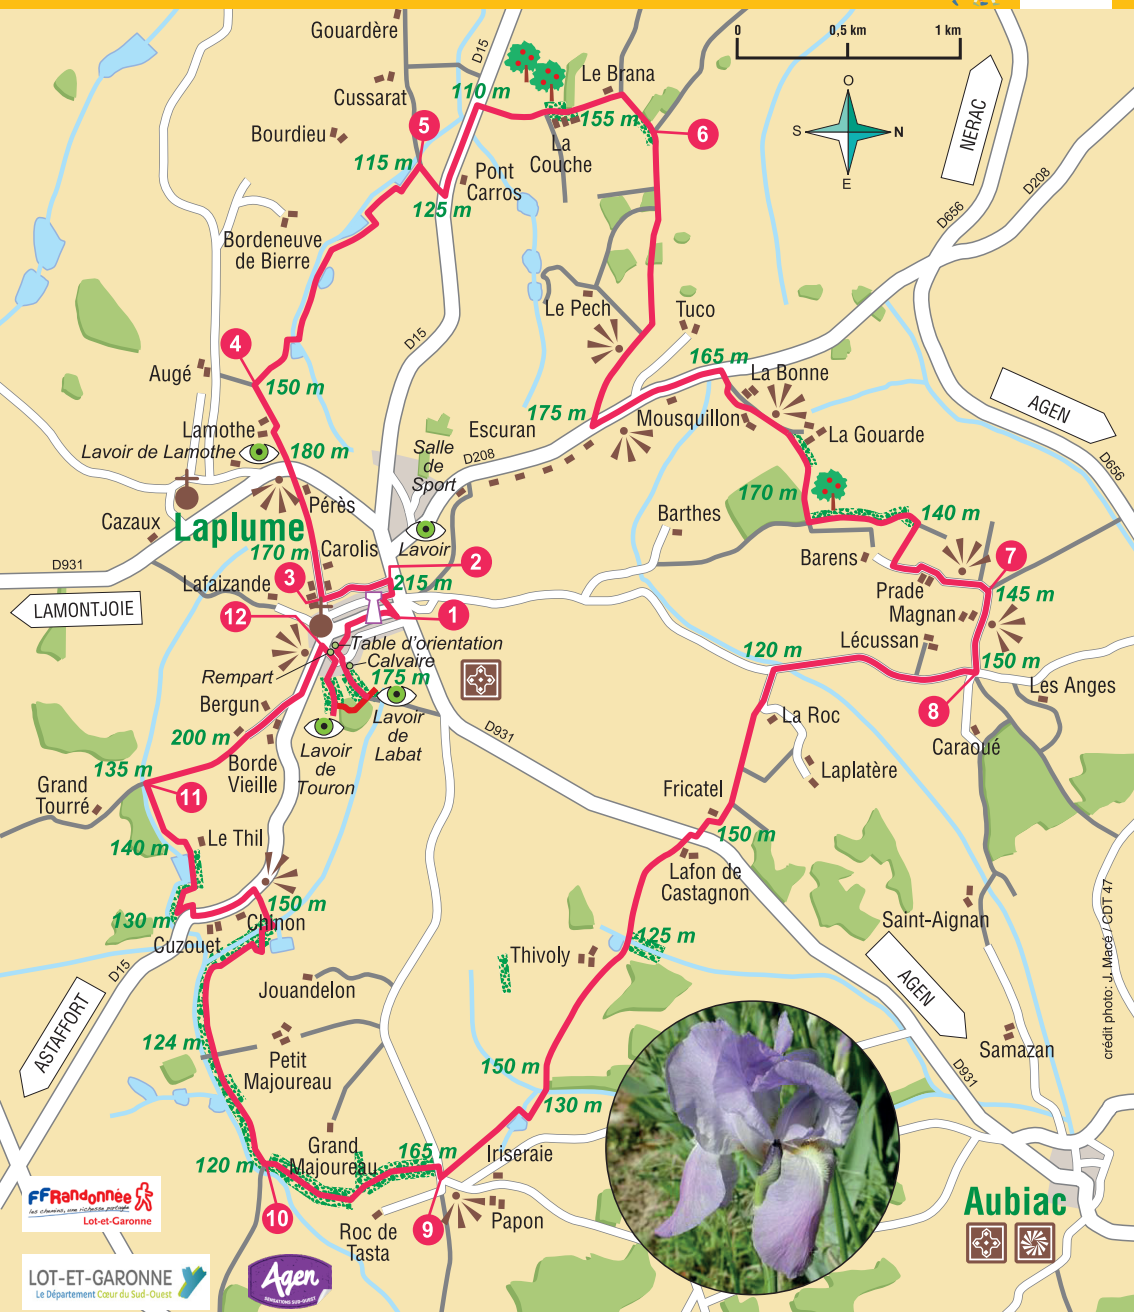 0
0,5 km
1 km
Gouardère
D15
Le Brana
O
Cussarat
110 m
NERAC
5
155 m
6
S
N
Bourdieu
La
Couche
115 m
Pont
Carros
E
D208
125 m
D656
Bordeneuve
de Bierre
Le Pech
Tuco
D15
4
165 m
Augé
150 m
La Bonne
AGEN
175 m
Mousquillon
Lamothe
Escuran
La Gouarde
Lavoir de Lamothe
180 m
Salle
de
Sport
D208
D656
170 m
Pérès
Laplume
Cazaux
Barthes
140 m
170 m
Carolis
Lavoir
D931
Barens
2
7
Lafaizande
3
215 m
Prade
145 m
LAMONTJOIE
12
1
Magnan
Table d'orientation
Lécussan
Calvaire
120 m
150 m
Rempart
175 m
Les Anges
Bergun
Lavoir
de
Labat
8
La Roc
200 m
D931
Caraoué
Lavoir
de
Touron
Borde
Vieille
135 m
Laplatère
Grand
Tourré
11
Fricatel
Le Thil
150 m
140 m
Lafon de
Castagnon
150 m
130 m
Chinon
Saint-Aignan
Cuzouet
125 m
Thivoly
D15
AGEN
Jouandelon
ASTAFFORT
124 m
Samazan
Petit
Majoureau
150 m
D931
130 m
crédit photo: J. Macé / CDT 47
Grand
Majoureau
165 m
Iriseraie
120 m
FFRandonnée
les chemins, une richesse partagée
Lot-et-Garonne
Aubiac
10
Roc de
Tasta
9
Papon
LOT-ET-GARONNE
Le Département Cœur du Sud-Ouest
Agen
SENSATIONS SUD-OUEST